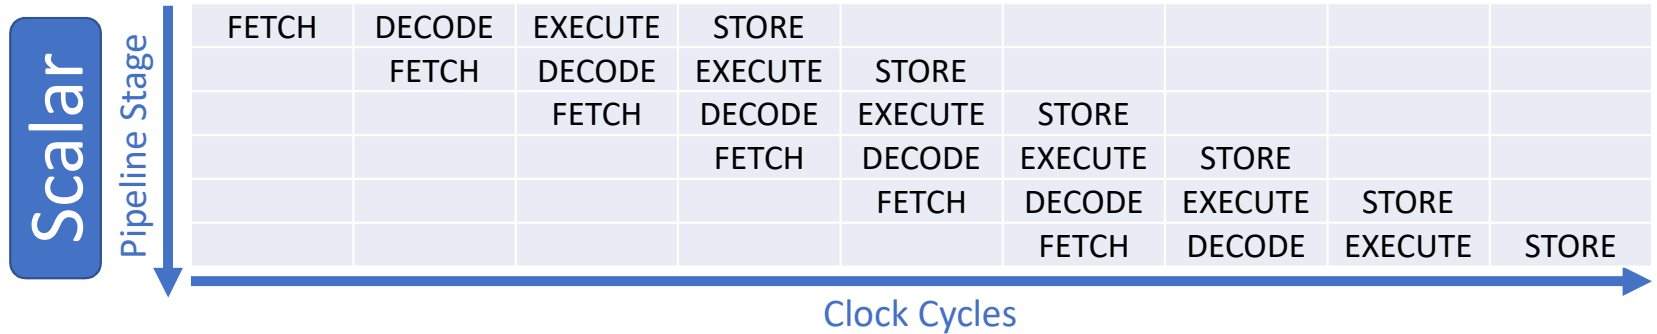 Scalar
Pipeline Stage
FETCH DECODE EXECUTE STORE
FETCH DECODE EXECUTE STORE
FETCH DECODE EXECUTE STORE
FETCH DECODE EXECUTE STORE
FETCH DECODE EXECUTE STORE
FETCH DECODE EXECUTE STORE
Clock Cycles